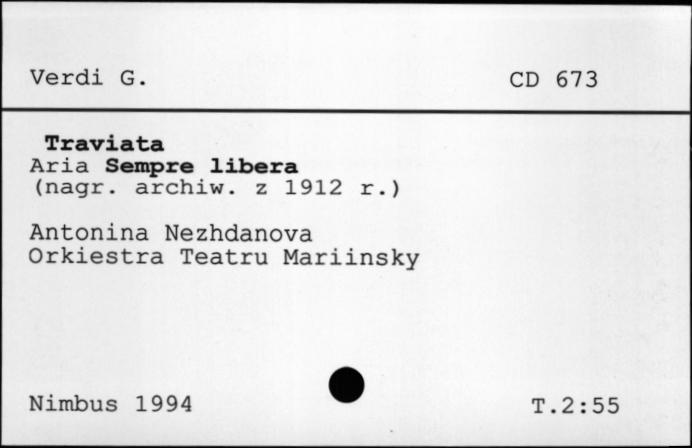 Verdi G. CD 673
Traviata
Aria Sempre libera
(nagr. archiw. z 1912 r.)
Antonina Nezhdanova
Orkiestra Teatru Mariinsky
Nimbus 1994 T.2:55